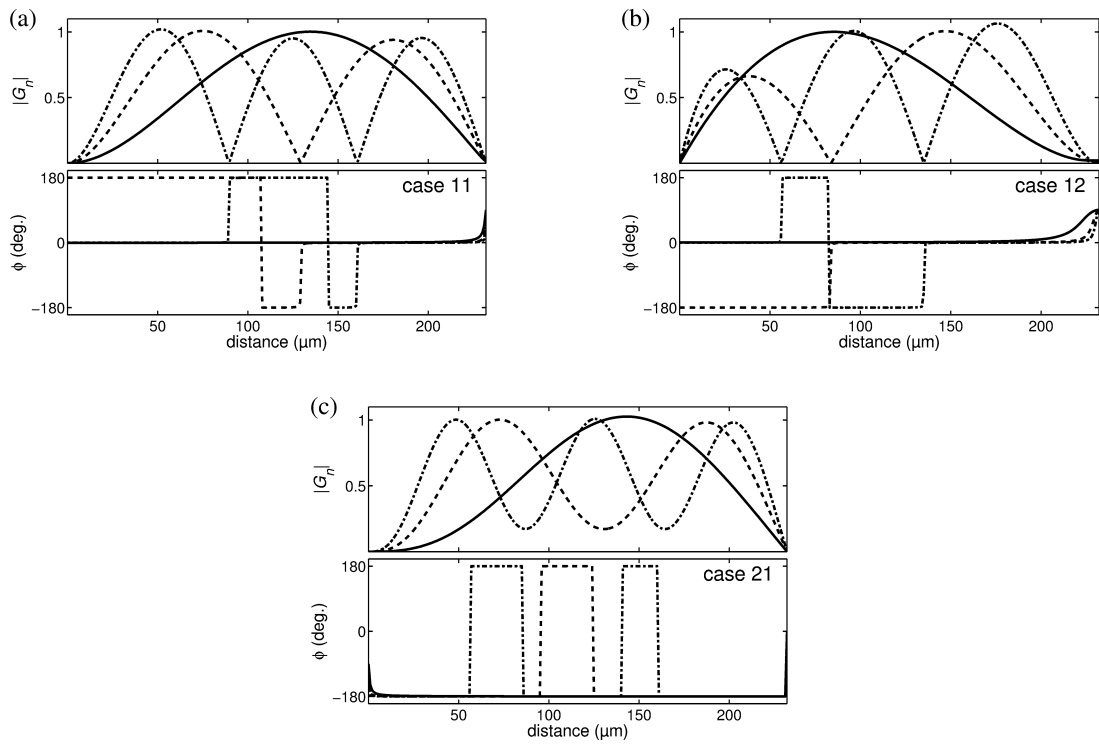 (a)
1
0.5
|Gn|
180
0
−180
ϕ (deg.)
case 11
50 100 150 200
distance (µm)
(b)
1
0.5
|Gn|
180
0
−180
ϕ (deg.)
case 12
50 100 150 200
distance (µm)
(c)
1
0.5
|Gn|
180
0
−180
ϕ (deg.)
case 21
50 100 150 200
distance (µm)